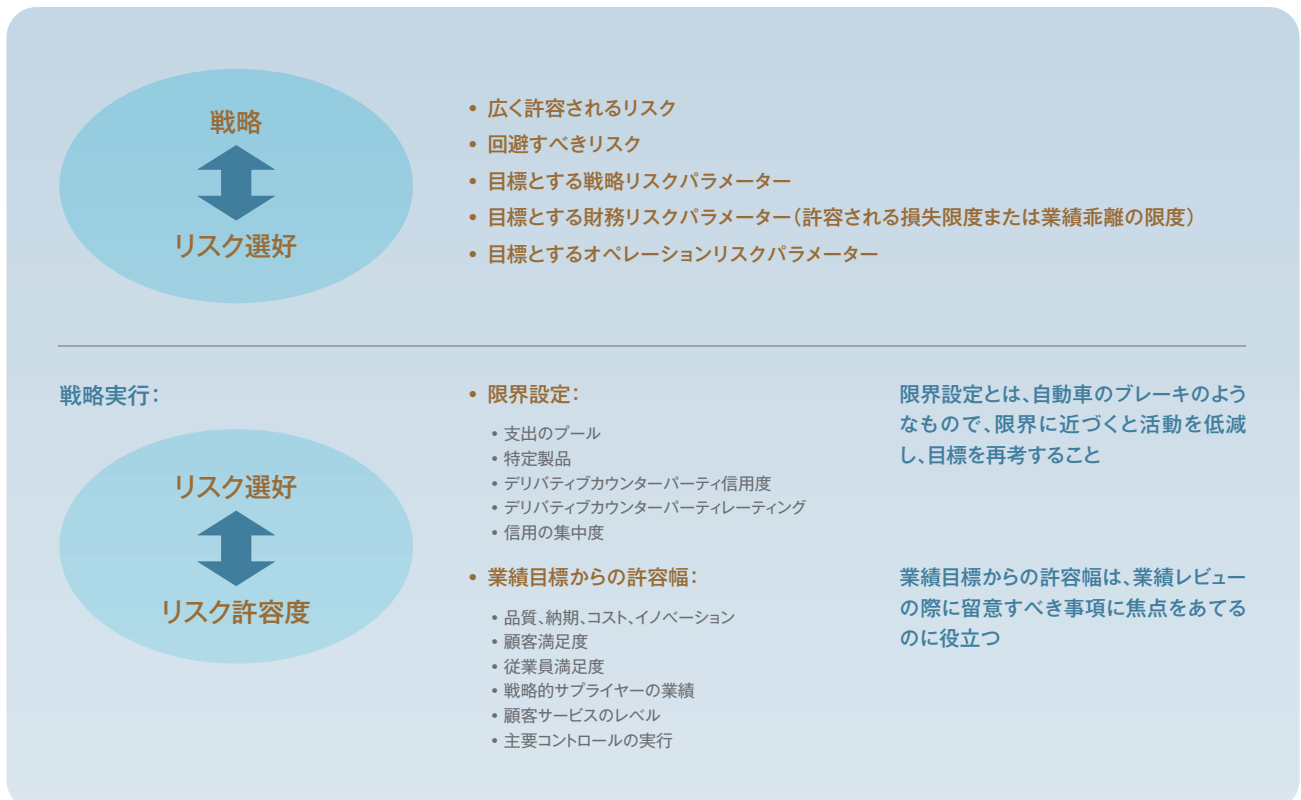 戦略
リスク選好
• 広く許容されるリスク
• 回避すべきリスク
• 目標とする戦略リスクパラメーター
• 目標とする財務リスクパラメーター（許容される損失限度または業績乖離の限度）
• 目標とするオペレーションリスクパラメーター
戦略実行：
リスク選好
リスク許容度
• 限界設定：
• 支出のプール
• 特定製品
• デリバティブカウンターパーティ信用度
• デリバティブカウンターパーティレーティング
• 信用の集中度
限界設定とは、自動車のブレーキのよう
なもので、限界に近づくと活動を低減
し、目標を再考すること
• 業績目標からの許容幅：
• 品質、納期、コスト、イノベーション
• 顧客満足度
• 従業員満足度
• 戦略的サプライヤーの業績
• 顧客サービスのレベル
• 主要コントロールの実行
業績目標からの許容幅は、業績レビュー
の際に留意すべき事項に焦点をあてる
のに役立つ